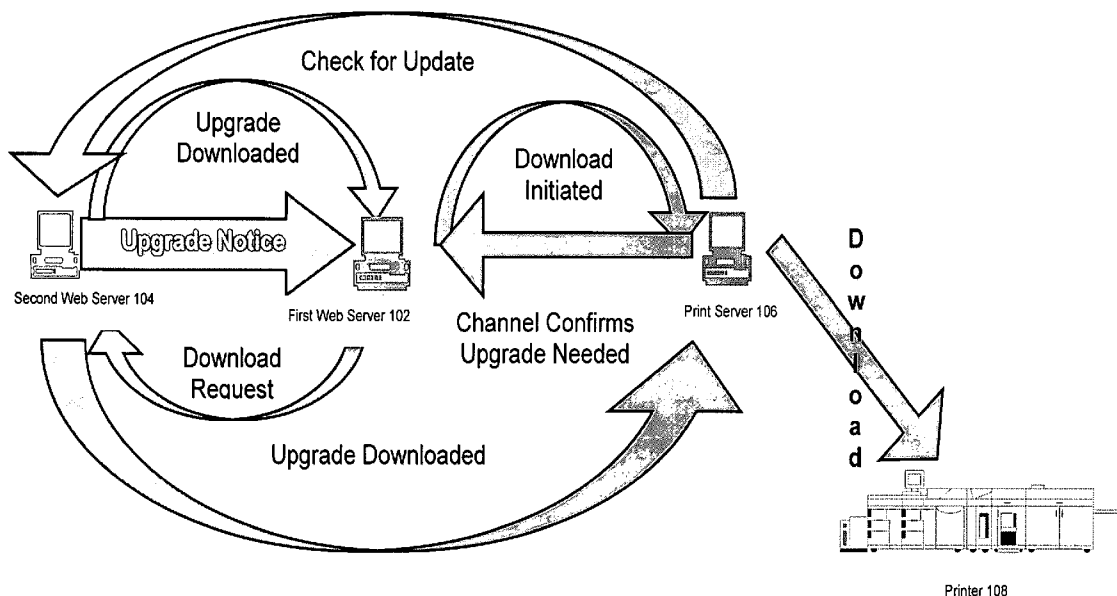 Check for Update
Upgrade
Downloaded
Download
Initiated
Upgrade Notice
Second Web Server 104
First Web Server 102
Print Server 106
Channel Confirms
Upgrade Needed
Download
Request
Upgrade Downloaded
D
o
w
n
l
o
a
d
Printer 108